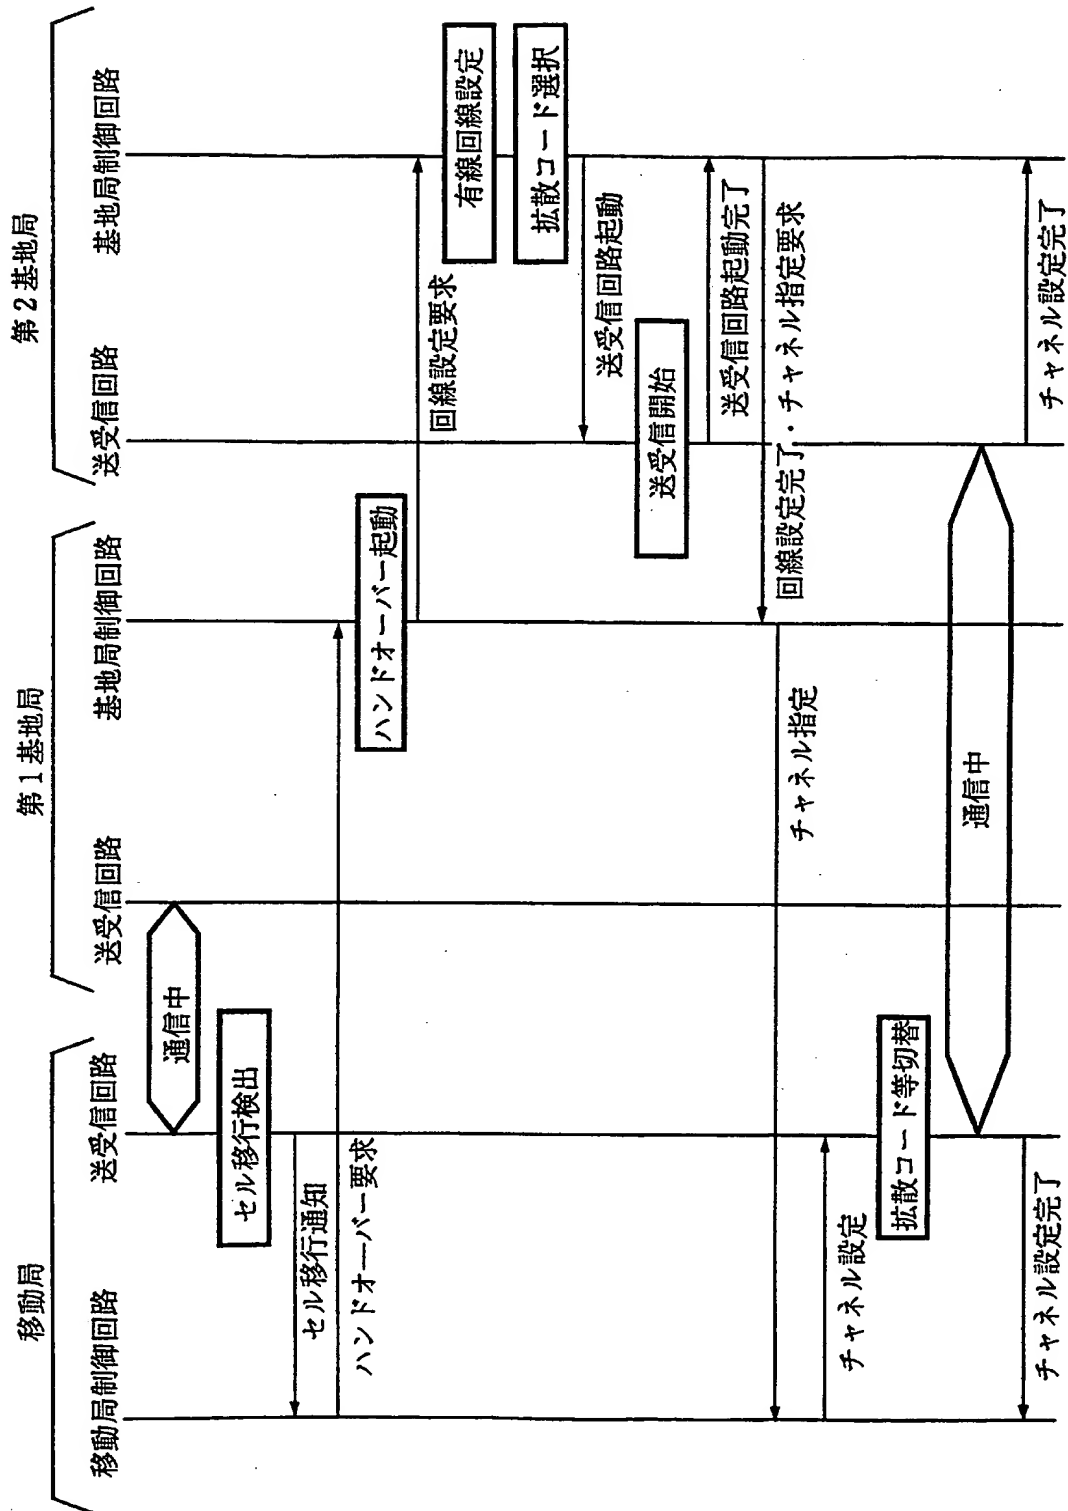 移動局
第1基地局
第2基地局
移動局制御回路
送受信回路
送受信回路
基地局制御回路
送受信回路
基地局制御回路
通信中
セル移行検出
セル移行通知
ハンドオーバー要求
ハンドオーバー起動
回線設定要求
有線回線設定
拡散コード選択
送受信回路起動
送受信開始
送受信回路起動完了
回線設定完了・チャネル指定要求
チャネル指定
チャネル設定
拡散コード等切替
通信中
チャネル設定完了
チャネル設定完了